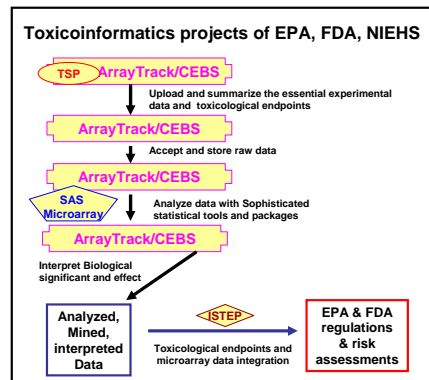 Toxicoinformatics projects of EPA, FDA, NIEHS
TSP
ArrayTrack/CEBS
Upload and summarize the essential experimental
data and toxicological endpoints
ArrayTrack/CEBS
Accept and store raw data
ArrayTrack/CEBS
SAS
Microarray
Analyze data with Sophisticated
statistical tools and packages
ArrayTrack/CEBS
Interpret Biological
significant and effect
Analyzed,
Mined,
interpreted
Data
ISTEP
Toxicological endpoints and
microarray data integration
EPA & FDA
regulations
& risk
assessments